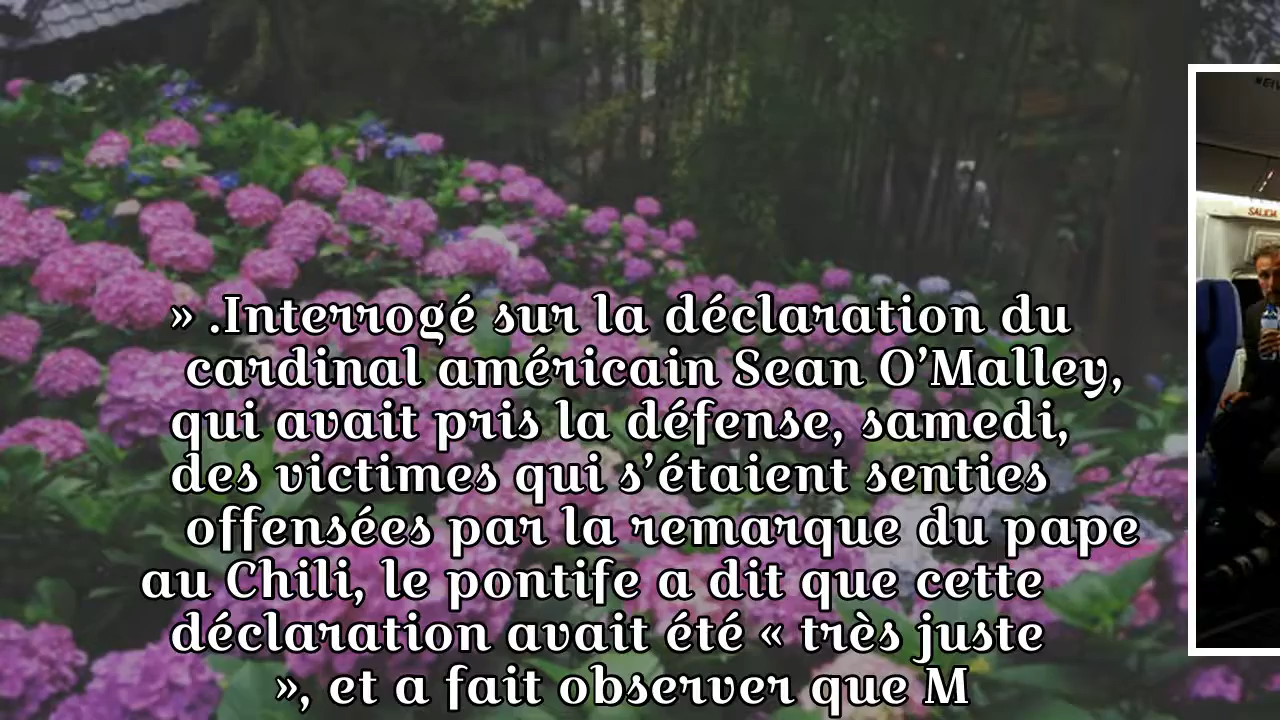 » .Interrogé sur la déclaration du
cardinal américain Sean O’Malley,
qui avait pris la défense, samedi,
des victimes qui s’étaient senties
offensées par la remarque du pape
au Chili, le pontife a dit que cette
déclaration avait été « très juste
», et a fait observer que M